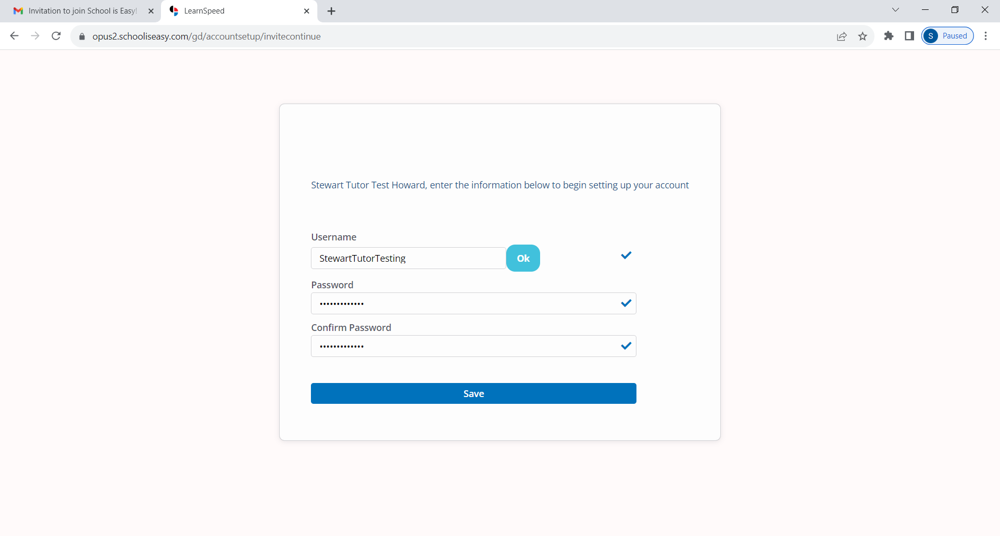 Invitation to join School is Easy!
LearnSpeed
opus2.schooliseasy.com/gd/accountsetup/invitecontinue
S
Paused
Stewart Tutor Test Howard, enter the information below to begin setting up your account
Username
StewartTutorTesting
Ok
Password
•••••••••••••
Confirm Password
•••••••••••••
Save